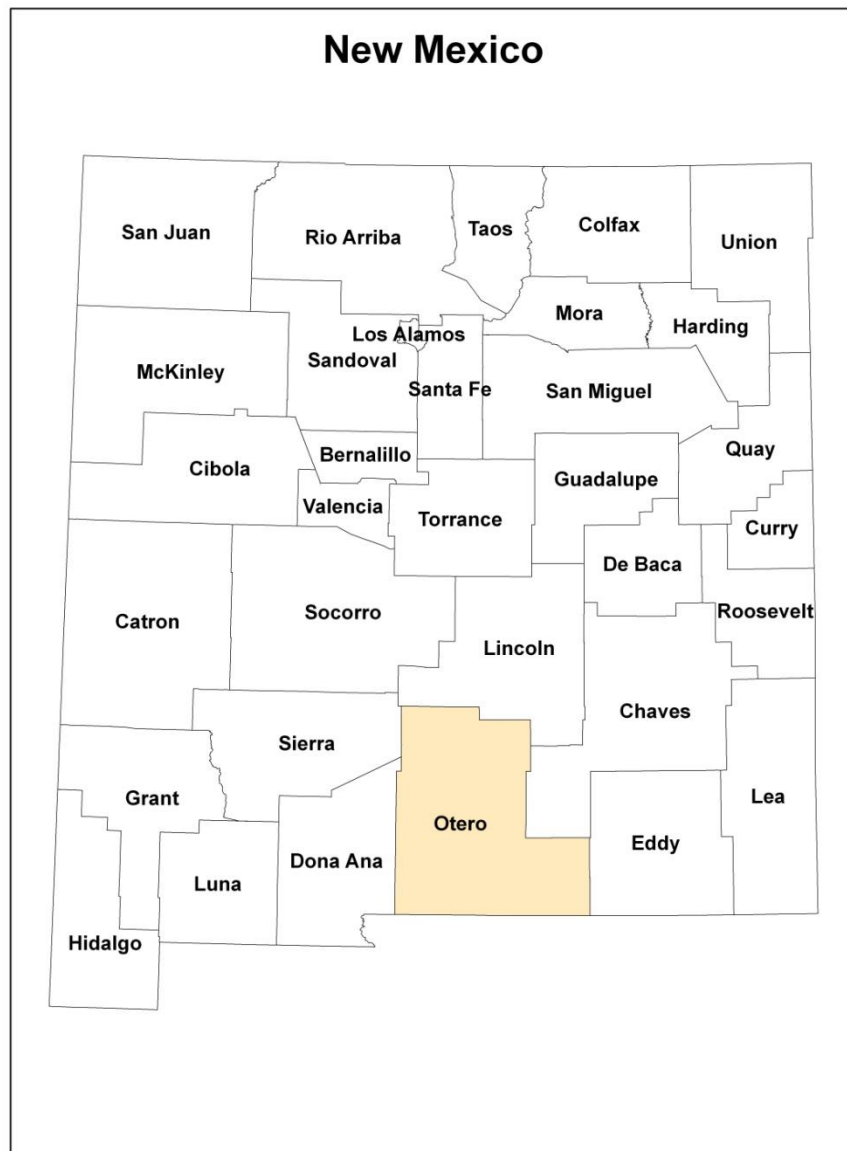 New Mexico
San Juan
Rio Arriba
Taos
Colfax
Union
Mora
Harding
Los Alamos
Sandoval
McKinley
Santa Fe
San Miguel
Quay
Bernalillo
Cibola
Guadalupe
Valencia
Torrance
Curry
De Baca
Catron
Socorro
Roosevelt
Lincoln
Chaves
Sierra
Grant
Lea
Otero
Eddy
Dona Ana
Luna
Hidalgo